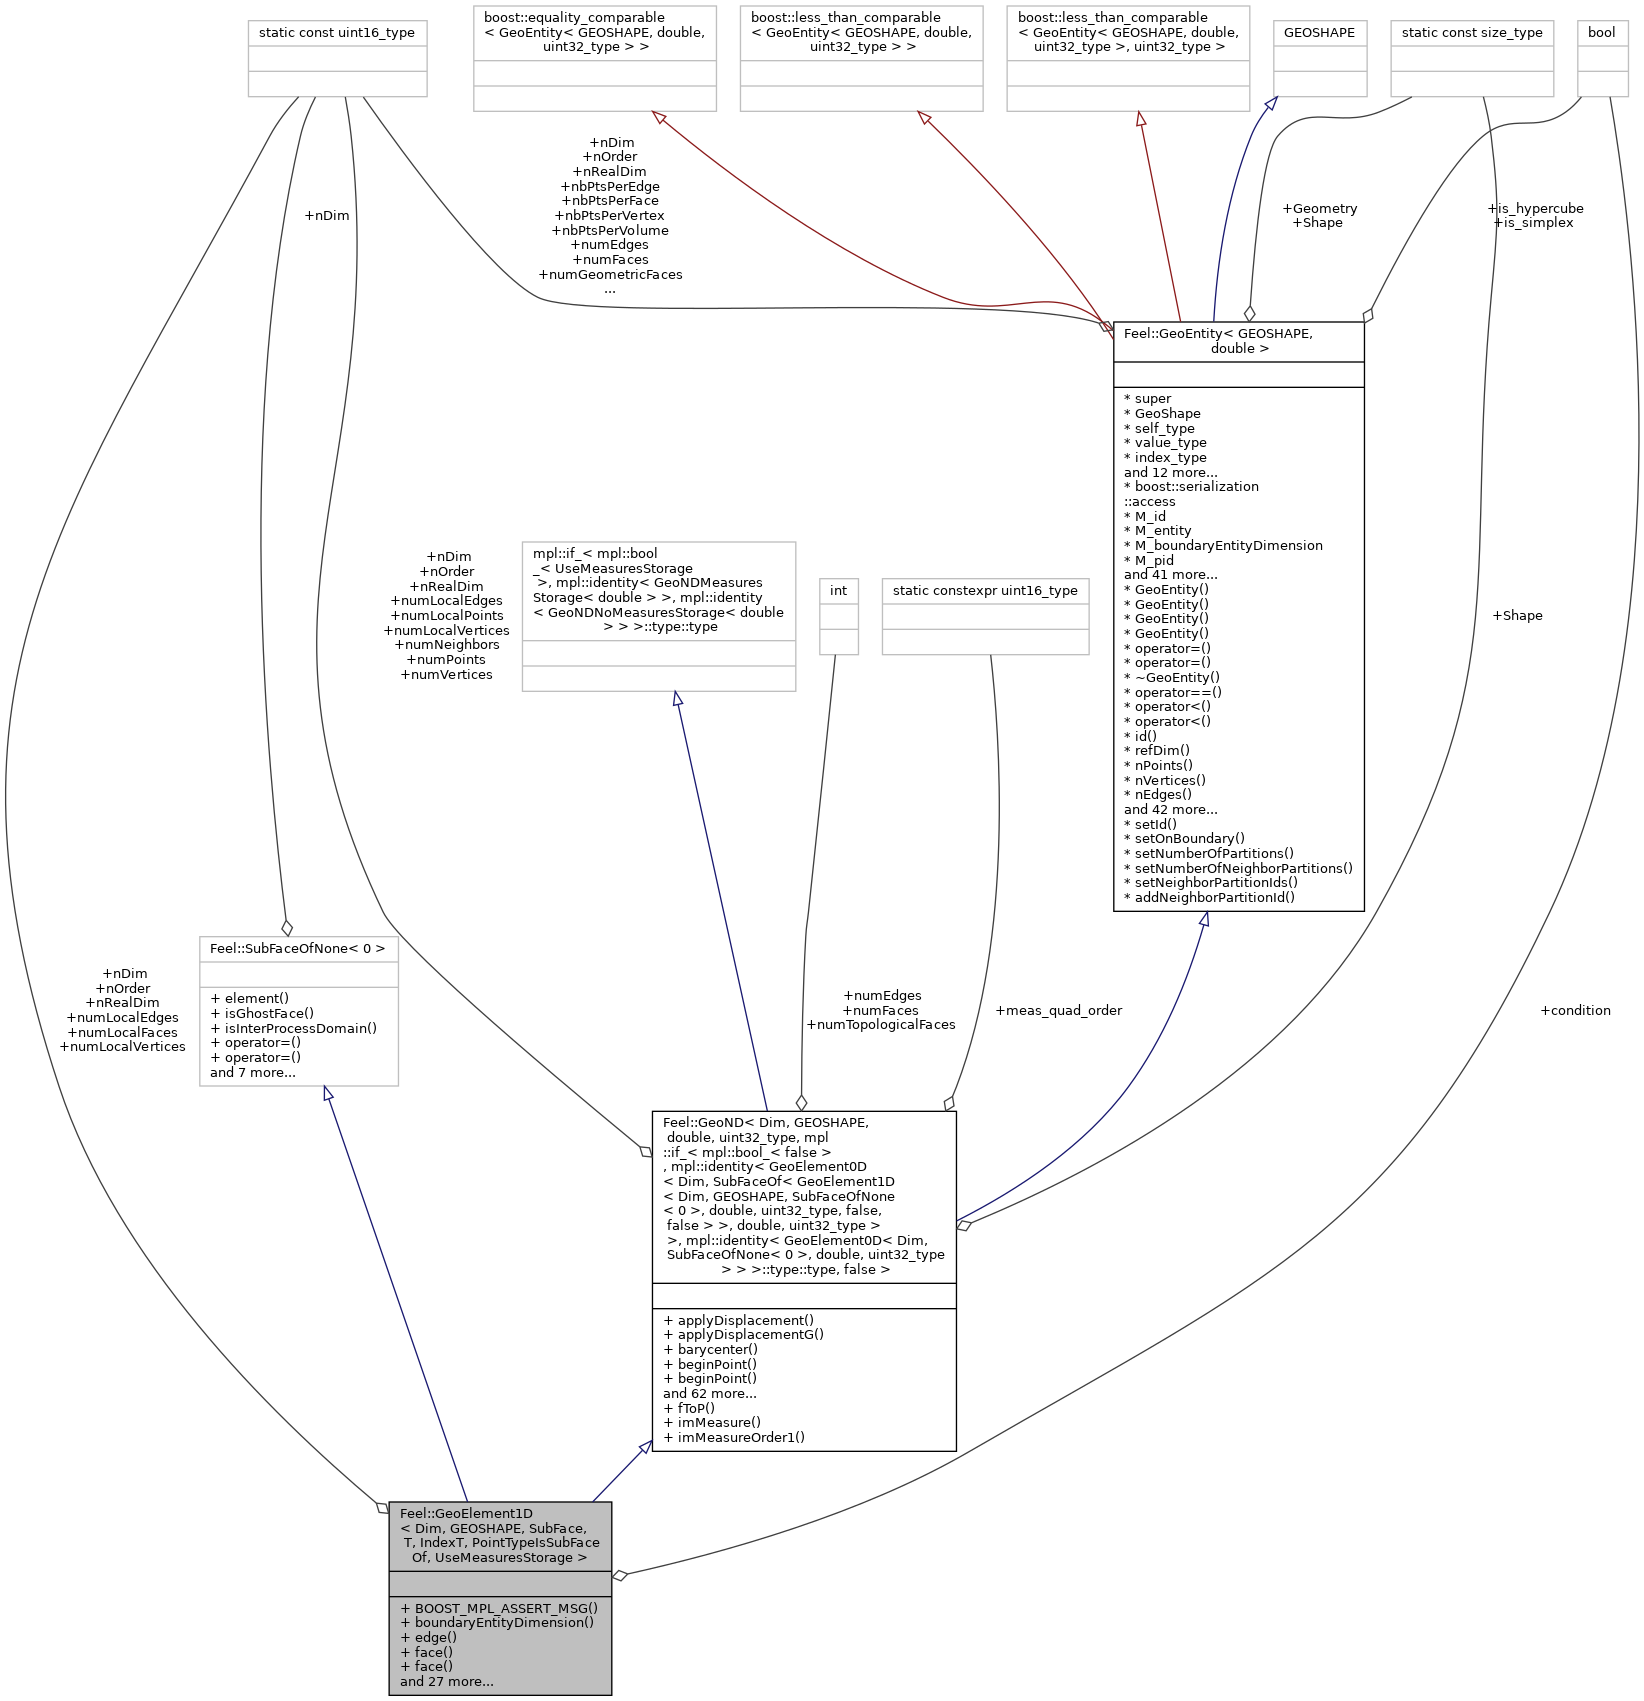 static const uint16_type
boost::equality_comparable
< GeoEntity< GEOSHAPE, double,
uint32_type > >
boost::less_than_comparable
< GeoEntity< GEOSHAPE, double,
uint32_type > >
boost::less_than_comparable
< GeoEntity< GEOSHAPE, double,
uint32_type >, uint32_type >
GEOSHAPE
static const size_type
bool
+nDim
+nOrder
+nRealDim
+nbPtsPerEdge
+nbPtsPerFace
+nbPtsPerVertex
+nbPtsPerVolume
+numEdges
+numFaces
+numGeometricFaces
...
+nDim
+Geometry
+Shape
+is_hypercube
+is_simplex
Feel::GeoEntity< GEOSHAPE,
double >
* super
* GeoShape
* self_type
* value_type
* index_type
and 12 more...
* boost::serialization
::access
* M_id
* M_entity
* M_boundaryEntityDimension
* M_pid
and 41 more...
* GeoEntity()
* GeoEntity()
* GeoEntity()
* GeoEntity()
* operator=()
* operator=()
* ~GeoEntity()
* operator==()
* operator<()
* operator<()
* id()
* refDim()
* nPoints()
* nVertices()
* nEdges()
and 42 more...
* setId()
* setOnBoundary()
* setNumberOfPartitions()
* setNumberOfNeighborPartitions()
* setNeighborPartitionIds()
* addNeighborPartitionId()
+nDim
+nOrder
+nRealDim
+numLocalEdges
+numLocalPoints
+numLocalVertices
+numNeighbors
+numPoints
+numVertices
mpl::if_< mpl::bool
_< UseMeasuresStorage
>, mpl::identity< GeoNDMeasures
Storage< double > >, mpl::identity
< GeoNDNoMeasuresStorage< double
> > >::type::type
int
static constexpr uint16_type
+Shape
Feel::SubFaceOfNone< 0 >
+ element()
+ isGhostFace()
+ isInterProcessDomain()
+ operator=()
+ operator=()
and 7 more...
+nDim
+nOrder
+nRealDim
+numLocalEdges
+numLocalFaces
+numLocalVertices
+numEdges
+numFaces
+numTopologicalFaces
+meas_quad_order
+condition
Feel::GeoND< Dim, GEOSHAPE,
double, uint32_type, mpl
::if_< mpl::bool_< false >
, mpl::identity< GeoElement0D
< Dim, SubFaceOf< GeoElement1D
< Dim, GEOSHAPE, SubFaceOfNone
< 0 >, double, uint32_type, false,
false > >, double, uint32_type >
>, mpl::identity< GeoElement0D< Dim,
SubFaceOfNone< 0 >, double, uint32_type
> > >::type::type, false >
+ applyDisplacement()
+ applyDisplacementG()
+ barycenter()
+ beginPoint()
+ beginPoint()
and 62 more...
+ fToP()
+ imMeasure()
+ imMeasureOrder1()
Feel::GeoElement1D
< Dim, GEOSHAPE, SubFace,
T, IndexT, PointTypeIsSubFace
Of, UseMeasuresStorage >
+ BOOST_MPL_ASSERT_MSG()
+ boundaryEntityDimension()
+ edge()
+ face()
+ face()
and 27 more...